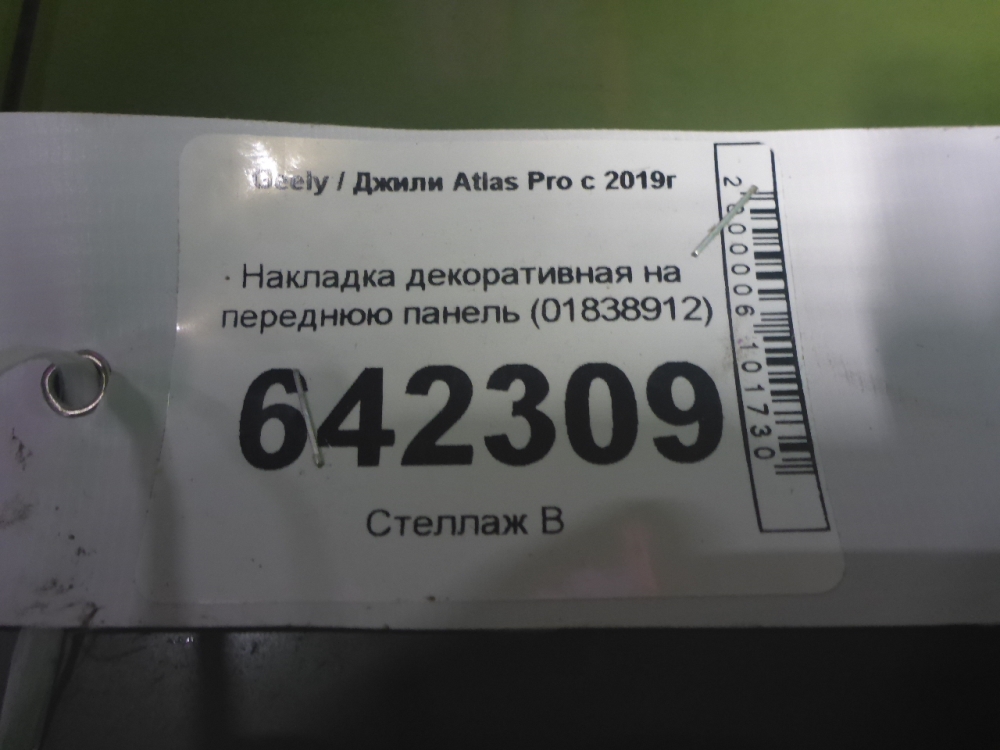 Geely / Джили Atlas Pro с 2019г
Накладка декоративная на
переднюю панель (01838912)
642309
Стеллаж В
2000006101730